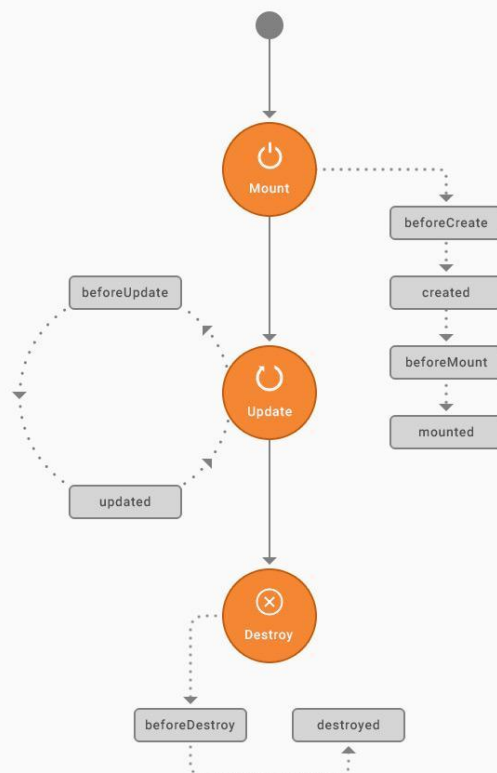 Mount
beforeCreate
beforeUpdate
created
beforeMount
Update
mounted
updated
Destroy
beforeDestroy
destroyed